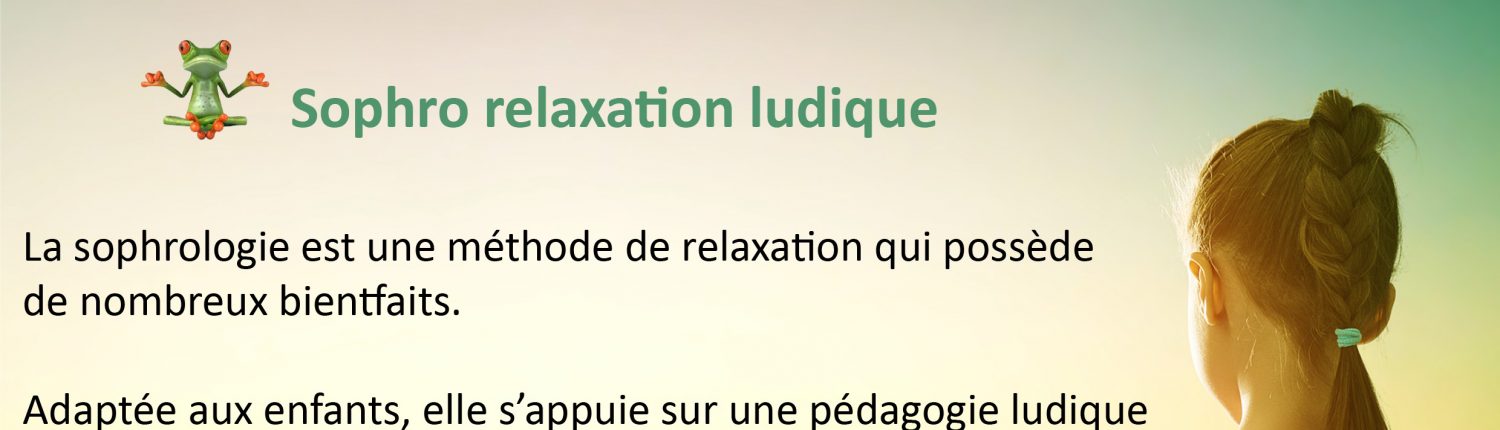 Sophro relaxation ludique
La sophrologie est une méthode de relaxation qui possède
de nombreux bientfaits.
Adaptée aux enfants, elle s’appuie sur une pédagogie ludique